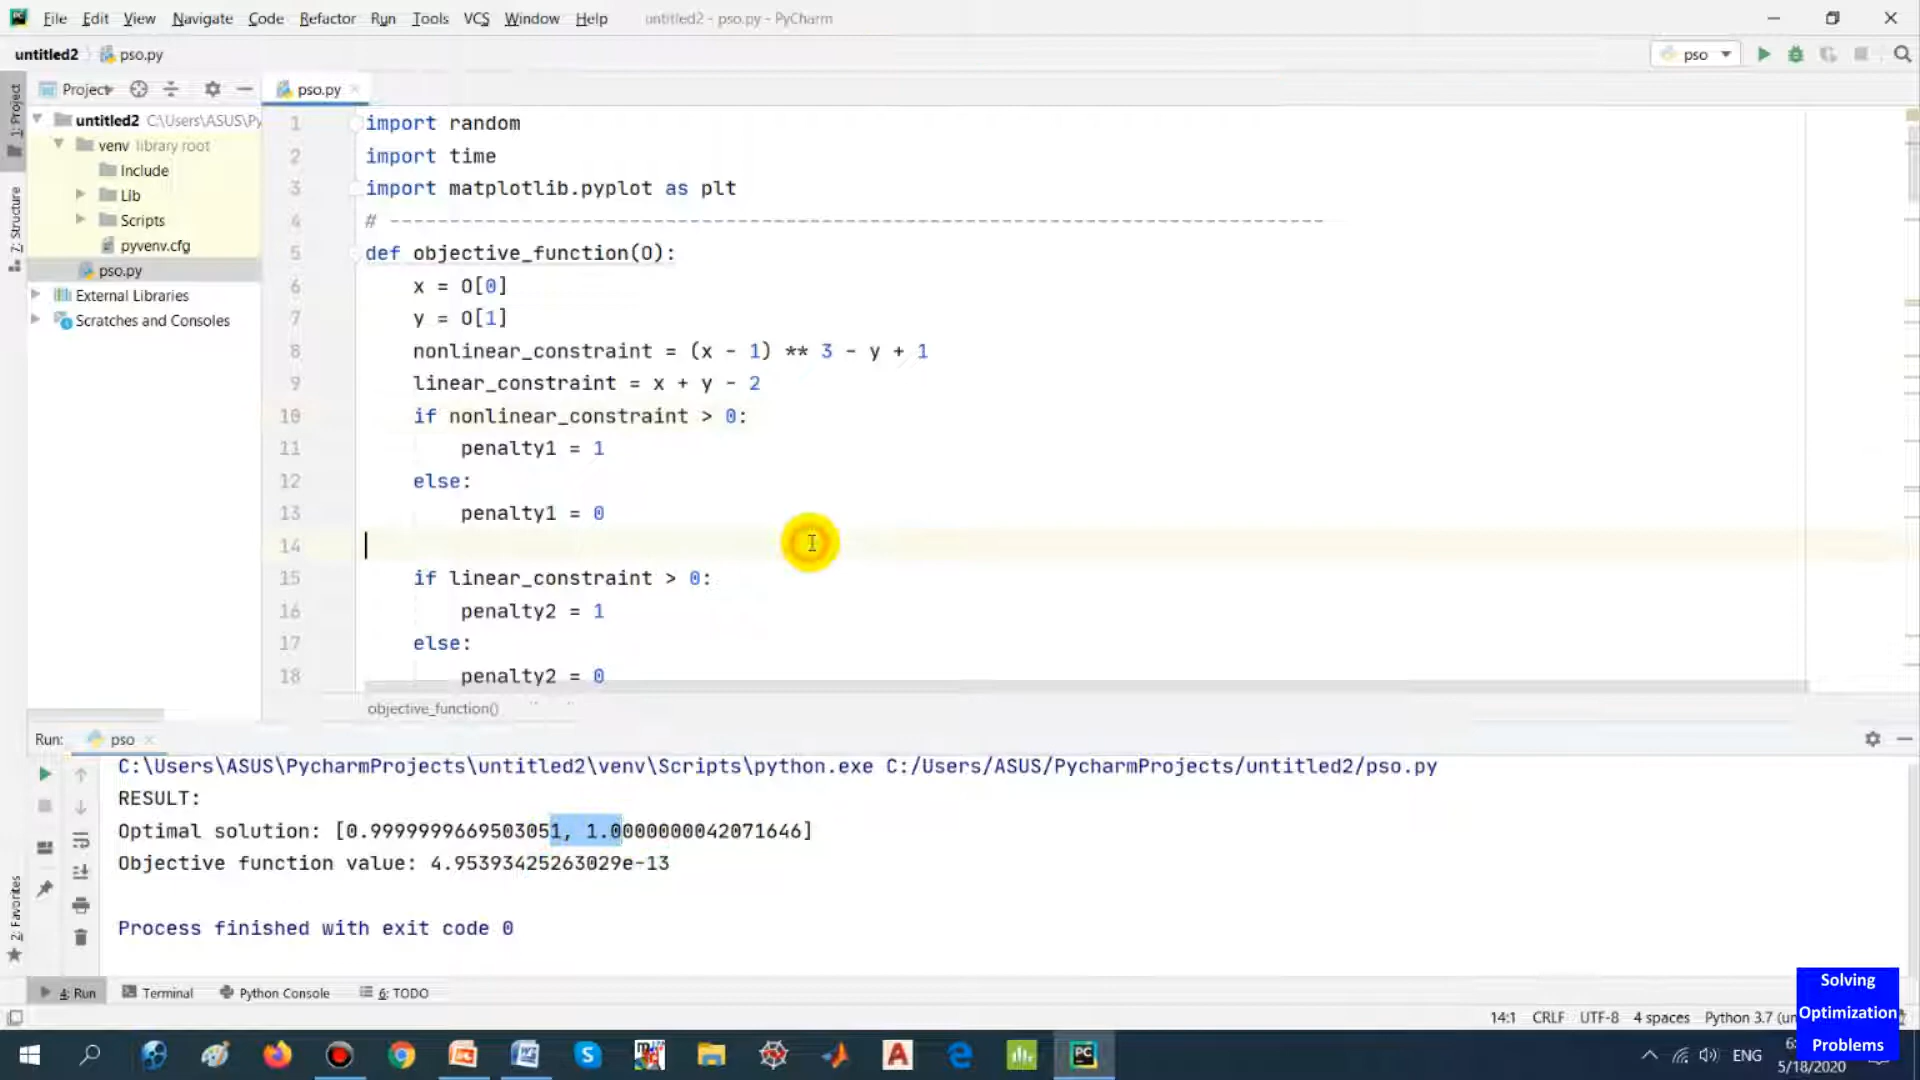 File Edit View Navigate Code Refactor Run Tools VCS Window Help untitled2 - pso.py - PyCharm
untitled2 pso.py
pso
1: Project
Project
pso.py
untitled2 C:\Users\ASUS\Py
venv library root
Include
Lib
Scripts
pyvenv.cfg
pso.py
External Libraries
Scratches and Consoles
7: Structure
1 import random
2 import time
3 import matplotlib.pyplot as plt
4 # ------------------------------------------------------------------------------
5 def objective_function(O):
6 x = O[0]
7 y = O[1]
8 nonlinear_constraint = (x - 1) ** 3 - y + 1
9 linear_constraint = x + y - 2
10 if nonlinear_constraint > 0:
11 penalty1 = 1
12 else:
13 penalty1 = 0
14
15 if linear_constraint > 0:
16 penalty2 = 1
17 else:
18 penalty2 = 0
objective_function()
Run: pso
C:\Users\ASUS\PycharmProjects\untitled2\venv\Scripts\python.exe C:/Users/ASUS/PycharmProjects/untitled2/pso.py
RESULT:
Optimal solution: [0.9999999669503051, 1.0000000042071646]
Objective function value: 4.95393425263029e-13
Process finished with exit code 0
2: Favorites
4: Run Terminal Python Console 6: TODO
14:1 CRLF UTF-8 4 spaces Python 3.7
Solving
Optimization
Problems
ENG
5/18/2020